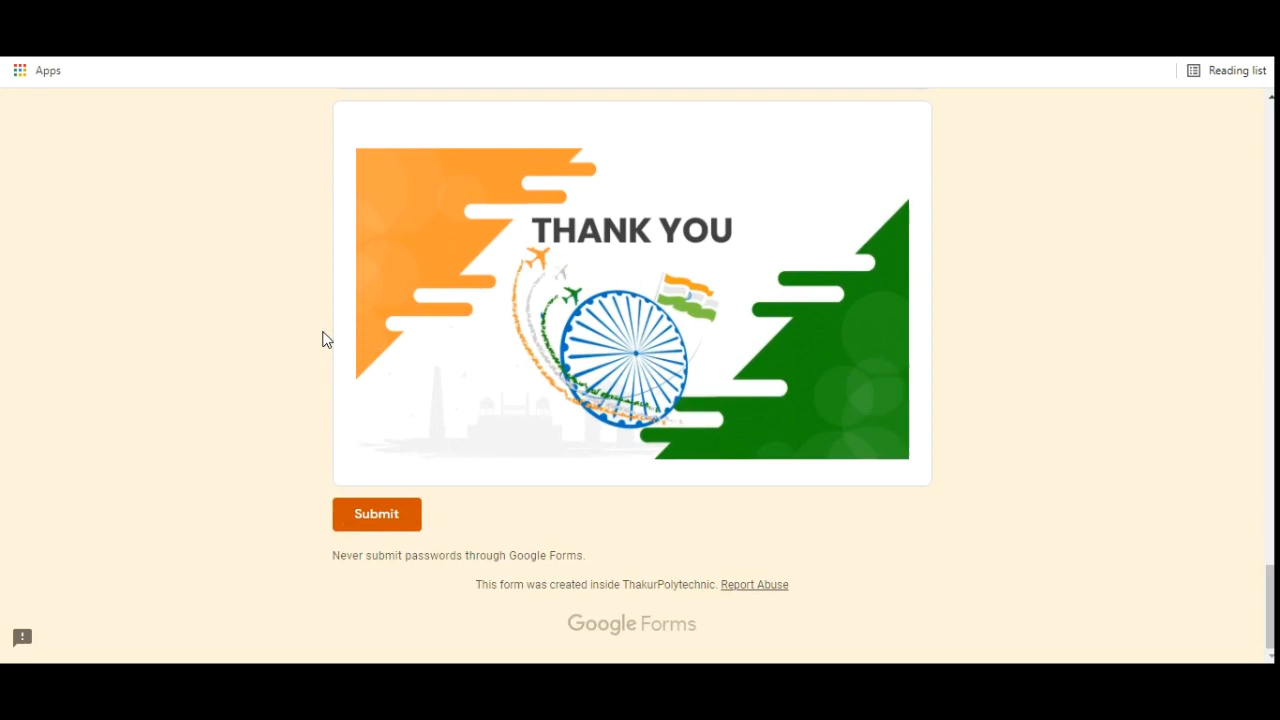 Apps
Reading list
THANK YOU
Submit
Never submit passwords through Google Forms.
This form was created inside ThakurPolytechnic. Report Abuse
Google Forms